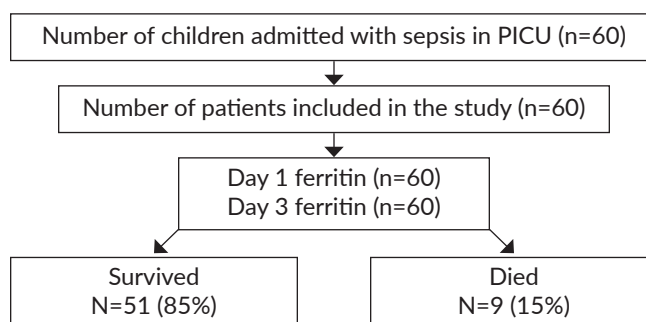 Number of children admitted with sepsis in PICU (n=60)
Number of patients included in the study (n=60)
Day 1 ferritin (n=60)
Day 3 ferritin (n=60)
Survived
N=51 (85%)
Died
N=9 (15%)